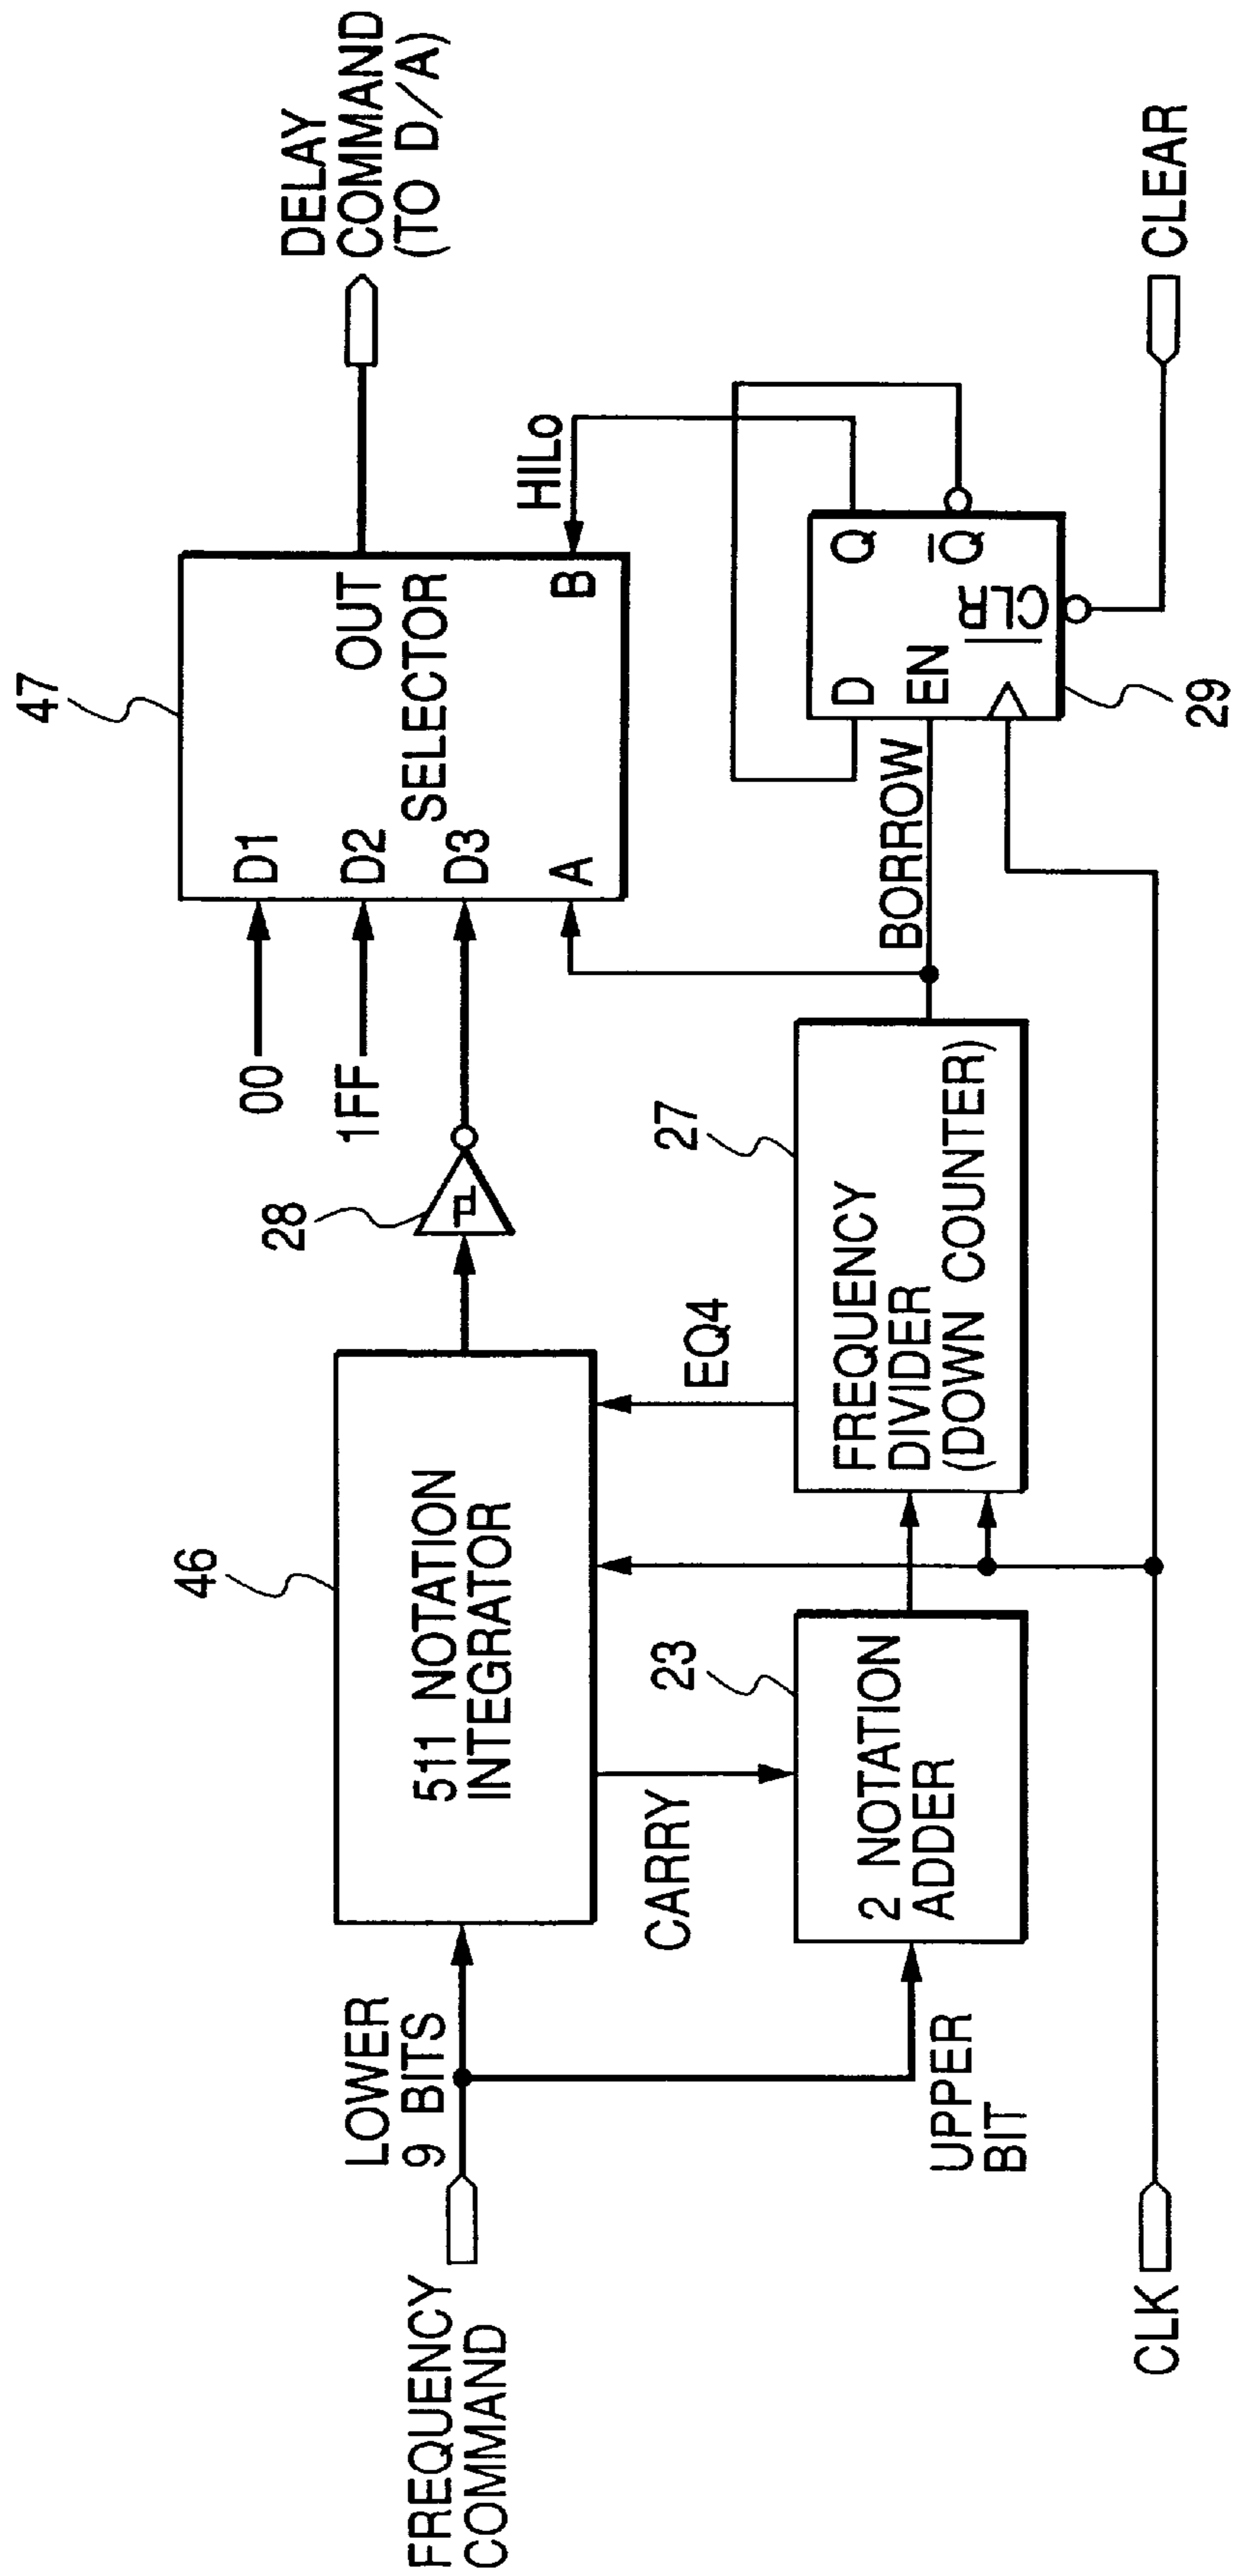 47
DELAY
COMMAND
(TO D/A)
00
D1
1FF
D2
OUT
D3
SELECTOR
A
B
HILo
46
28
LOWER
9 BITS
511 NOTATION
INTEGRATOR
FREQUENCY
COMMAND
CARRY
EQ4
23
27
2 NOTATION
ADDER
FREQUENCY
DIVIDER
(DOWN COUNTER)
BORROW
D
Q
EN
Q
CLR
29
UPPER
BIT
CLK
CLEAR